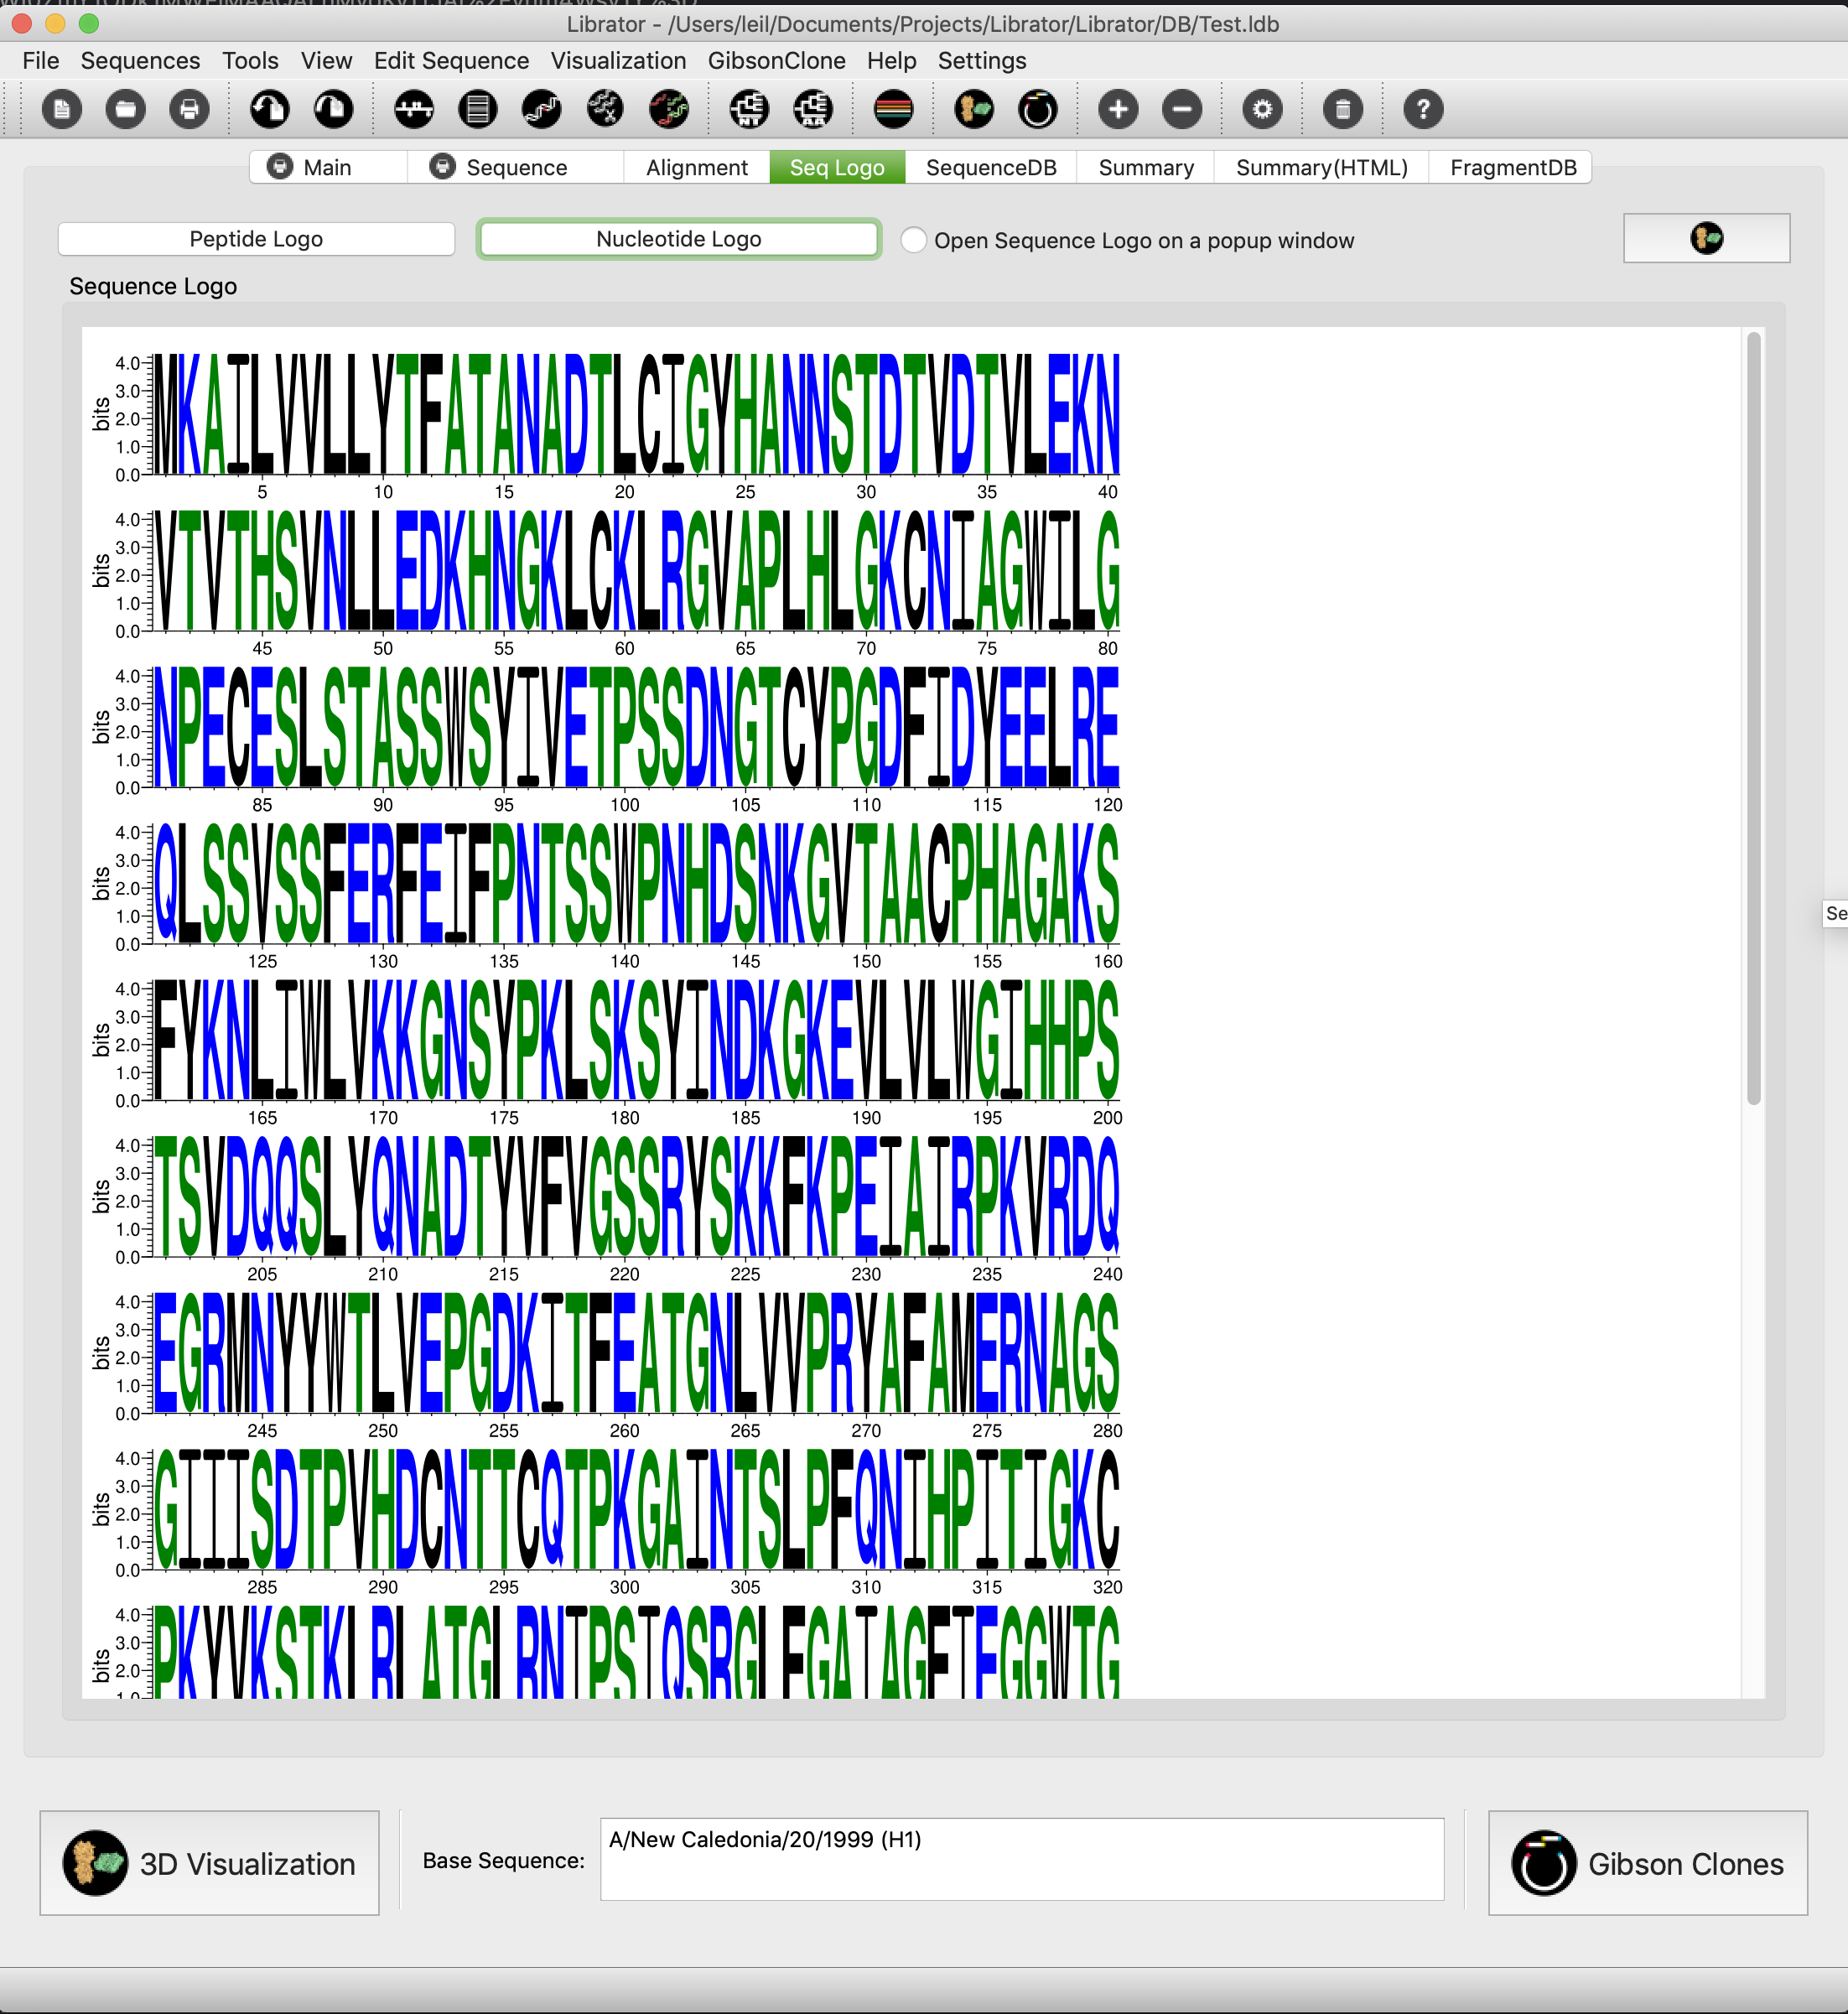 Librator - /Users/leil/Documents/Projects/Librator/Librator/DB/Test.ldb
File Sequences Tools View Edit Sequence Visualization GibsonClone Help Settings
NT AA ?
Main Sequence Alignment Seq Logo SequenceDB Summary Summary(HTML) FragmentDB
Peptide Logo Nucleotide Logo Open Sequence Logo on a popup window
Sequence Logo
bits 4.0 3.0 2.0 1.0 0.0
MKAILVVLLYTFATANADTLCIGYHANNSTDTVDTVLEKN
5 10 15 20 25 30 35 40
bits 4.0 3.0 2.0 1.0 0.0
VTVTHSVNLLEDKHNGKLCKLRGVAPLHLGKCNIAGWILG
45 50 55 60 65 70 75 80
bits 4.0 3.0 2.0 1.0 0.0
NPECESLSTASSWSYIVETPSSDNGTCYPGDFIDYEELRE
85 90 95 100 105 110 115 120
bits 4.0 3.0 2.0 1.0 0.0
QLSSVSSFERFEIFPNTSSWPNHDSNKGVTAACPHAGAKS
125 130 135 140 145 150 155 160
bits 4.0 3.0 2.0 1.0 0.0
FYKNLIWLVKKGNSYPKLSKSYINDKGKEVLVLWGIHHPS
165 170 175 180 185 190 195 200
bits 4.0 3.0 2.0 1.0 0.0
TSVDQQSLYQNADTYVFVGSSRYSKKFKPEIAIRPKVRDQ
205 210 215 220 225 230 235 240
bits 4.0 3.0 2.0 1.0 0.0
EGRMNYYWTLVEPGDKITFEATGNLVVPRYAFAMERNAGS
245 250 255 260 265 270 275 280
bits 4.0 3.0 2.0 1.0 0.0
GIIISDTPVHDCNTTCQTPKGAINTSLPFQNIHPITIGKC
285 290 295 300 305 310 315 320
bits 4.0 3.0 2.0 1.0
PKYVKSTKLRLATGLRNIPSIQSRGLFGAIAGFIEGGWTG
Se
3D Visualization Base Sequence: A/New Caledonia/20/1999 (H1) Gibson Clones